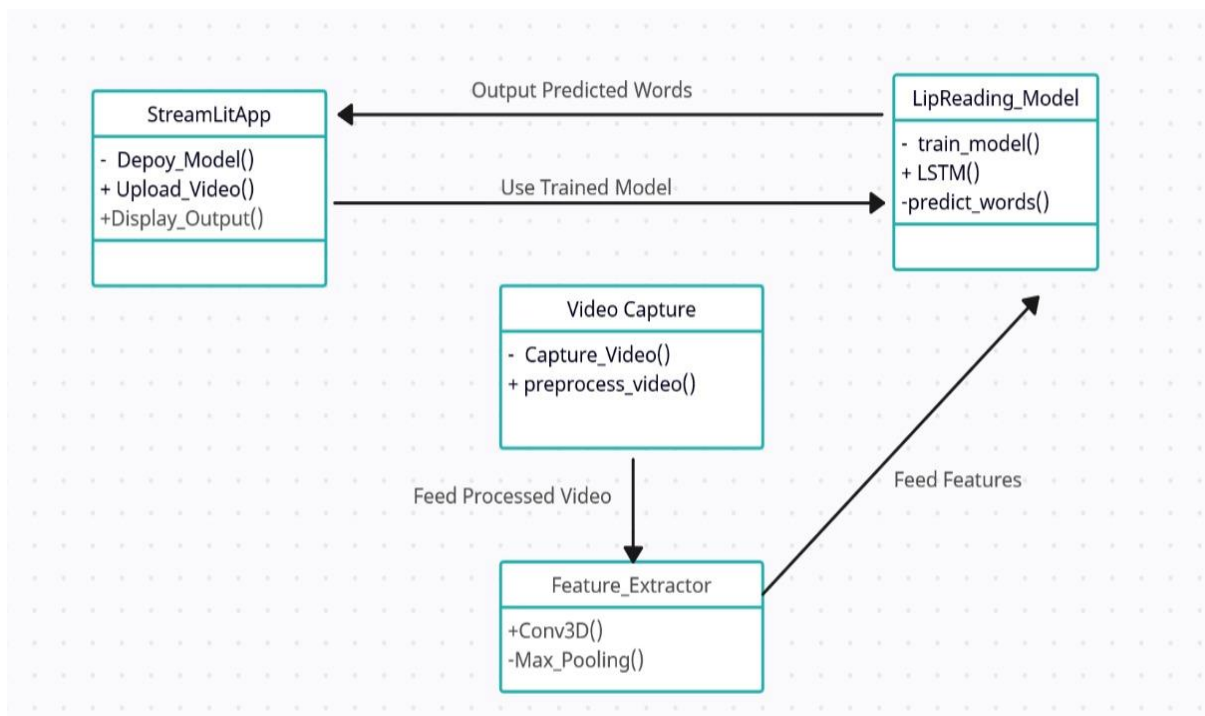 Output Predicted Words
StreamLitApp
- Depoy_Model()
+ Upload_Video()
+Display_Output()
Use Trained Model
LipReading_Model
- train_model()
+ LSTM()
-predict_words()
Video Capture
- Capture_Video()
+ preprocess_video()
Feed Processed Video
Feed Features
Feature_Extractor
+Conv3D()
-Max_Pooling()